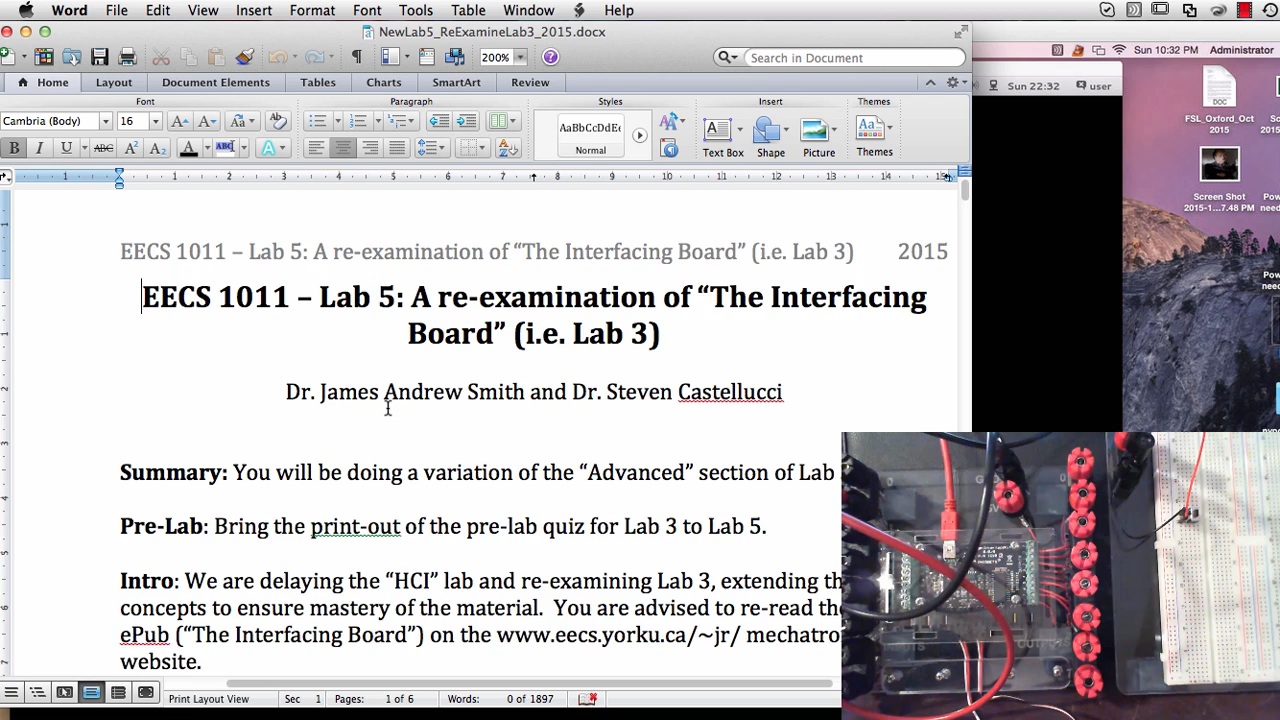 Word File Edit View Insert Format Font Tools Table Window Help
NewLab5_ReExamineLab3_2015.docx
Sun 10:32 PM Administrator
200% Search in Document
Home Layout Document Elements Tables Charts SmartArt Review
Sun 22:32 user
Font Paragraph Styles Insert Themes
Cambria (Body) 16
AaBbCcDdEe
Normal
Text Box Shape Picture Themes
FSL_Oxford_Oct
2015
Screen Shot
2015-1...7.48 PM
EECS 1011 – Lab 5: A re-examination of “The Interfacing Board” (i.e. Lab 3) 2015
EECS 1011 – Lab 5: A re-examination of “The Interfacing
Board” (i.e. Lab 3)
Dr. James Andrew Smith and Dr. Steven Castellucci
Summary: You will be doing a variation of the “Advanced” section of Lab
Pre-Lab: Bring the print-out of the pre-lab quiz for Lab 3 to Lab 5.
Intro: We are delaying the “HCI” lab and re-examining Lab 3, extending th
concepts to ensure mastery of the material. You are advised to re-read the
ePub (“The Interfacing Board”) on the www.eecs.yorku.ca/~jr/ mechatro
website.
Print Layout View Sec 1 Pages: 1 of 6 Words: 0 of 1897